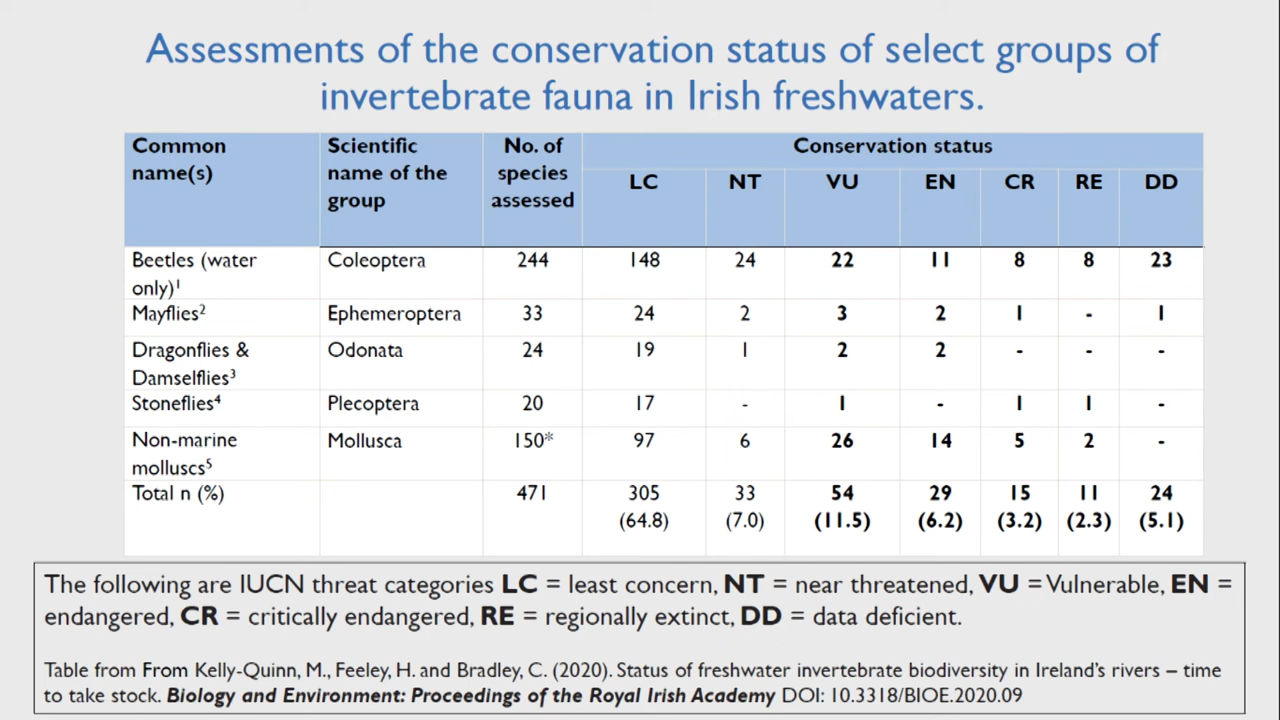 Assessments of the conservation status of select groups of
invertebrate fauna in Irish freshwaters.
Common name(s) Scientific name of the group No. of species assessed Conservation status
LC NT VU EN CR RE DD
Beetles (water only)¹ Coleoptera 244 148 24 22 11 8 8 23
Mayflies² Ephemeroptera 33 24 2 3 2 1 - 1
Dragonflies & Damselflies³ Odonata 24 19 1 2 2 - - -
Stoneflies⁴ Plecoptera 20 17 - 1 - 1 1 -
Non-marine molluscs⁵ Mollusca 150* 97 6 26 14 5 2 -
Total n (%) 471 305 33 54 29 15 11 24
(64.8) (7.0) (11.5) (6.2) (3.2) (2.3) (5.1)
The following are IUCN threat categories LC = least concern, NT = near threatened, VU = Vulnerable, EN =
endangered, CR = critically endangered, RE = regionally extinct, DD = data deficient.
Table from From Kelly-Quinn, M., Feeley, H. and Bradley, C. (2020). Status of freshwater invertebrate biodiversity in Ireland's rivers – time
to take stock. Biology and Environment: Proceedings of the Royal Irish Academy DOI: 10.3318/BIOE.2020.09